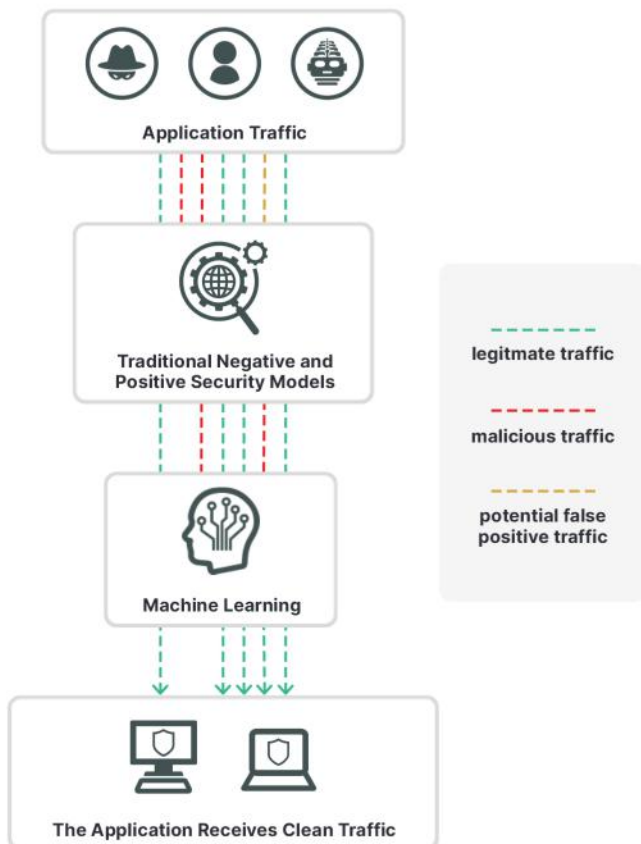 Application Traffic
Traditional Negative and
Positive Security Models
legitmate traffic
malicious traffic
potential false
positive traffic
Machine Learning
The Application Receives Clean Traffic